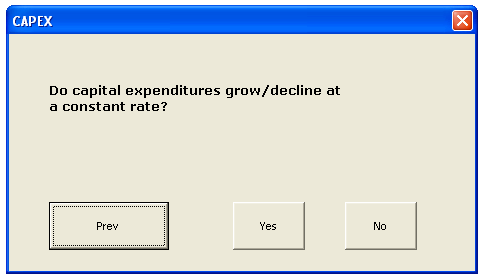 CAPEX
Do capital expenditures grow/decline at
a constant rate?
Prev
Yes
No